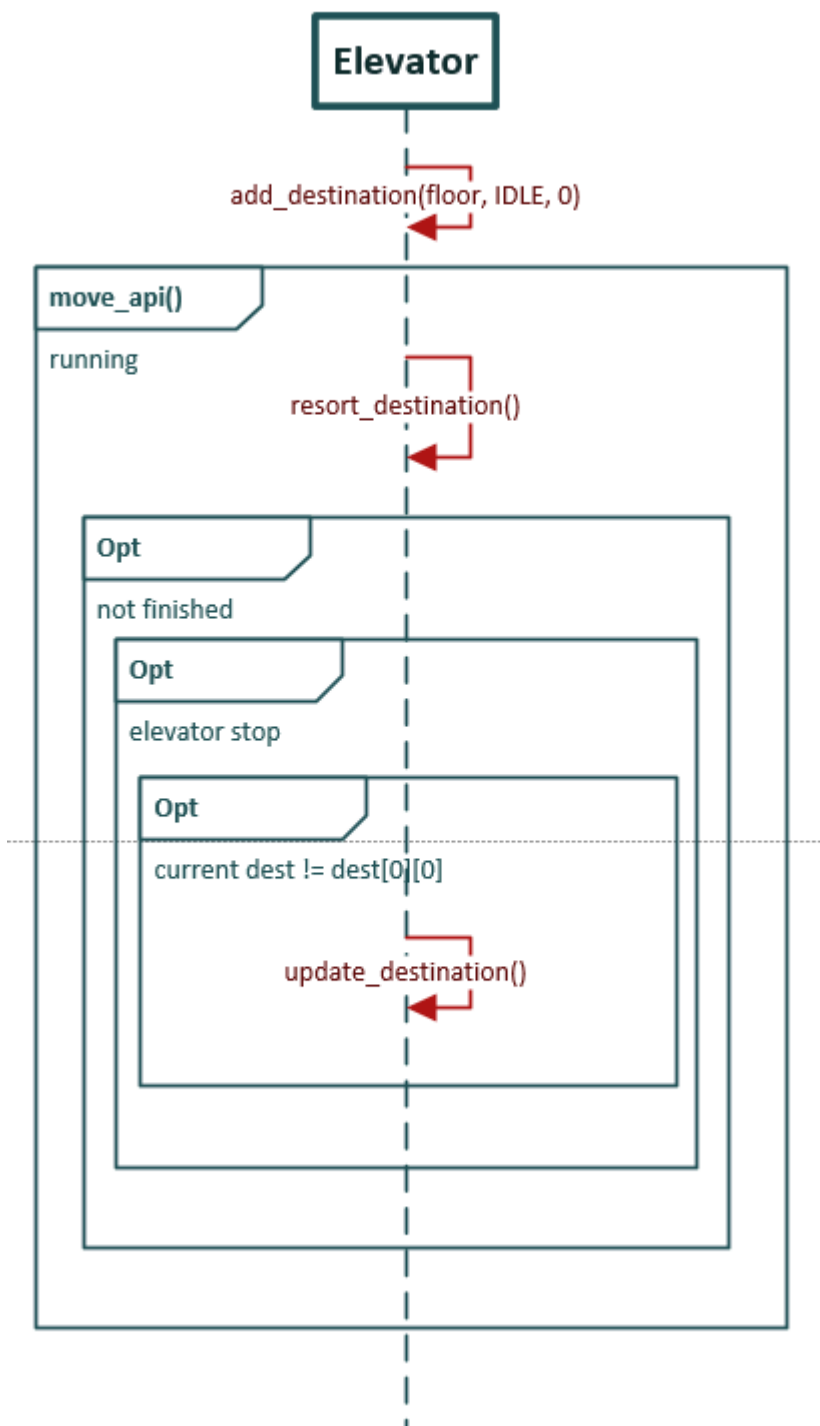 Elevator
add_destination(floor, IDLE, 0)
move_api()
running
resort_destination()
Opt
not finished
Opt
elevator stop
Opt
current dest != dest[0][0]
update_destination()